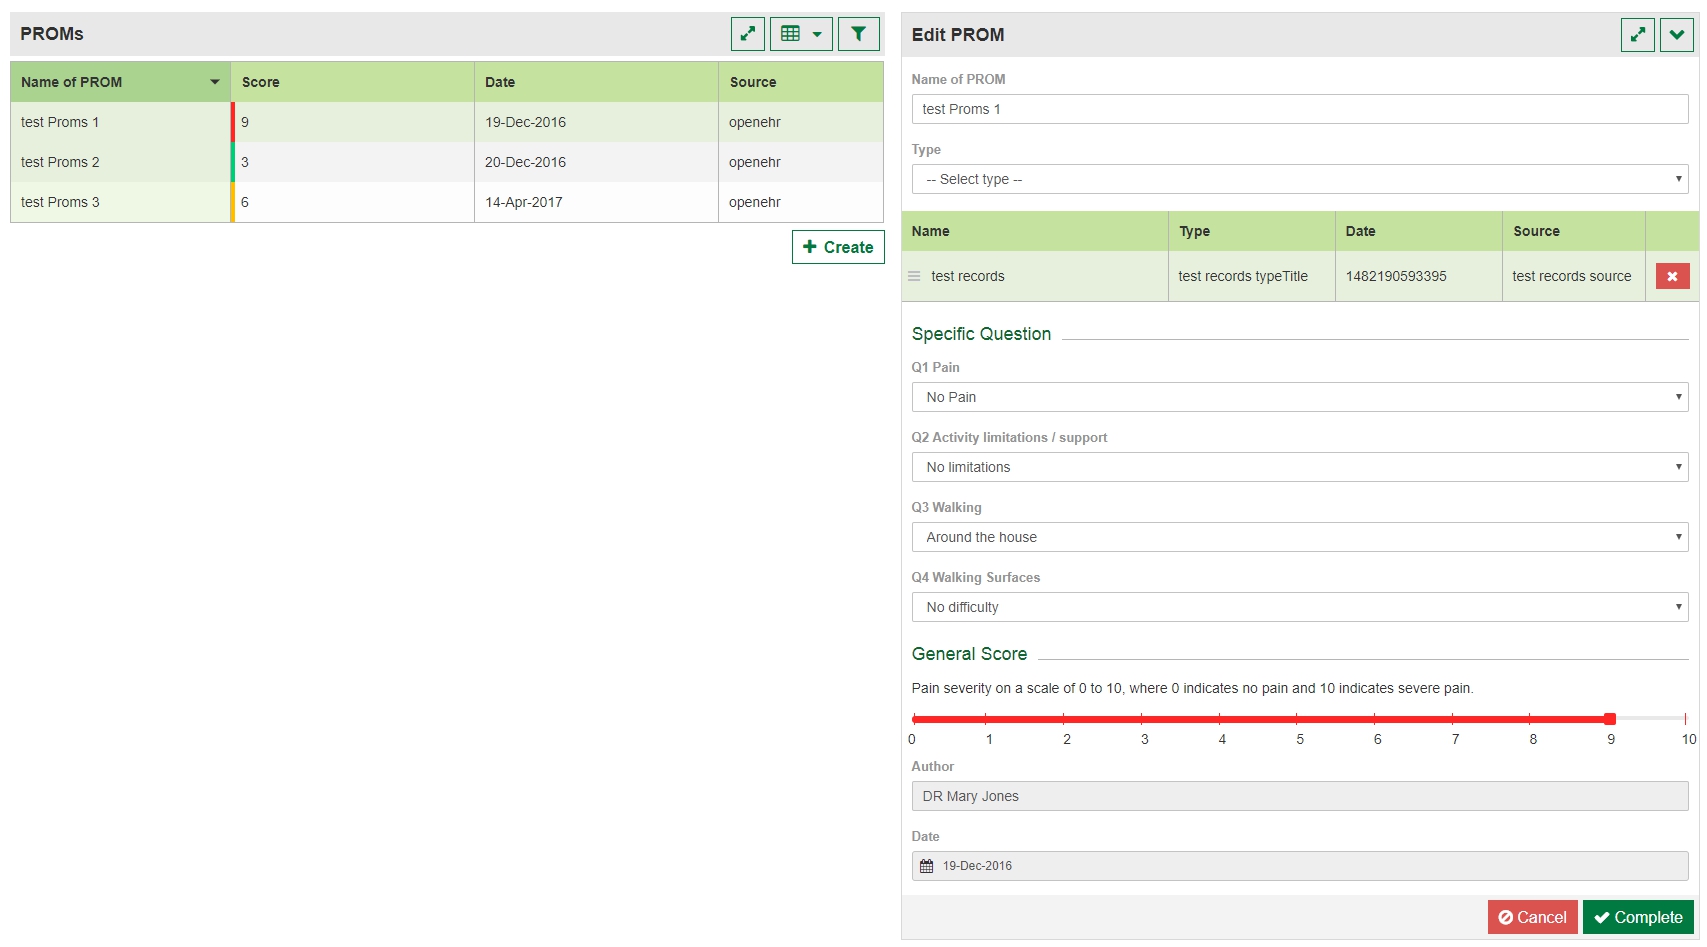 PROMs
Name of PROM Score Date Source
test Proms 1 9 19-Dec-2016 openehr
test Proms 2 3 20-Dec-2016 openehr
test Proms 3 6 14-Apr-2017 openehr
Create
Edit PROM
Name of PROM
test Proms 1
Type
-- Select type --
Name Type Date Source
test records test records typeTitle 1482190593395 test records source
Specific Question
Q1 Pain
No Pain
Q2 Activity limitations / support
No limitations
Q3 Walking
Around the house
Q4 Walking Surfaces
No difficulty
General Score
Pain severity on a scale of 0 to 10, where 0 indicates no pain and 10 indicates severe pain.
0 1 2 3 4 5 6 7 8 9 10
Author
DR Mary Jones
Date
19-Dec-2016
Cancel Complete